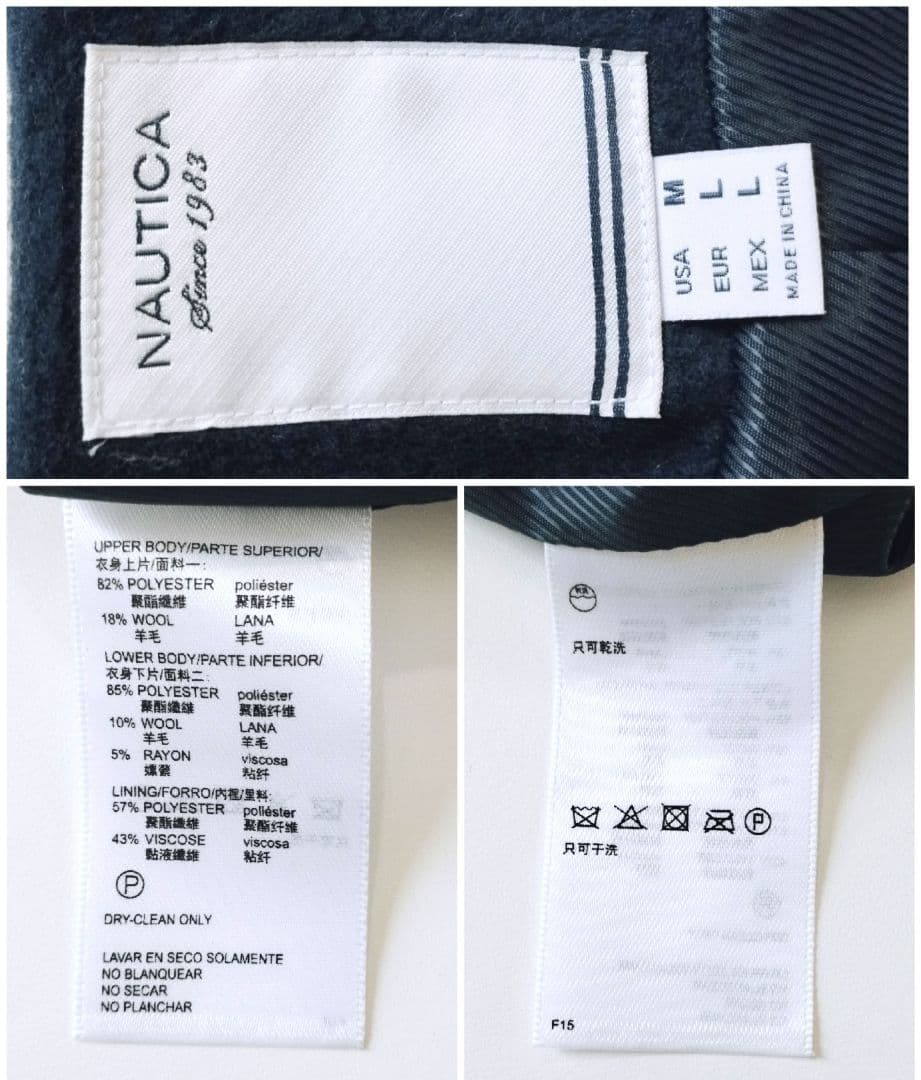 NAUTICA
Since 1983
USA M
EUR L
MEX L
MADE IN CHINA
UPPER BODY/PARTE SUPERIOR/
衣身上片/面料一:
82% POLYESTER poliéster
聚酯纖維 聚酯纤维
18% WOOL LANA
羊毛 羊毛
LOWER BODY/PARTE INFERIOR/
衣身下片/面料二:
85% POLYESTER poliéster
聚酯纖維 聚酯纤维
10% WOOL LANA
羊毛 羊毛
5% RAYON viscosa
嫘縈 粘纤
LINING/FORRO/內裡/里料:
57% POLYESTER poliéster
聚酯纖維 聚酯纤维
43% VISCOSE viscosa
黏液纖維 粘纤
P
DRY-CLEAN ONLY
LAVAR EN SECO SOLAMENTE
NO BLANQUEAR
NO SECAR
NO PLANCHAR
只可乾洗
P
只可干洗
F15